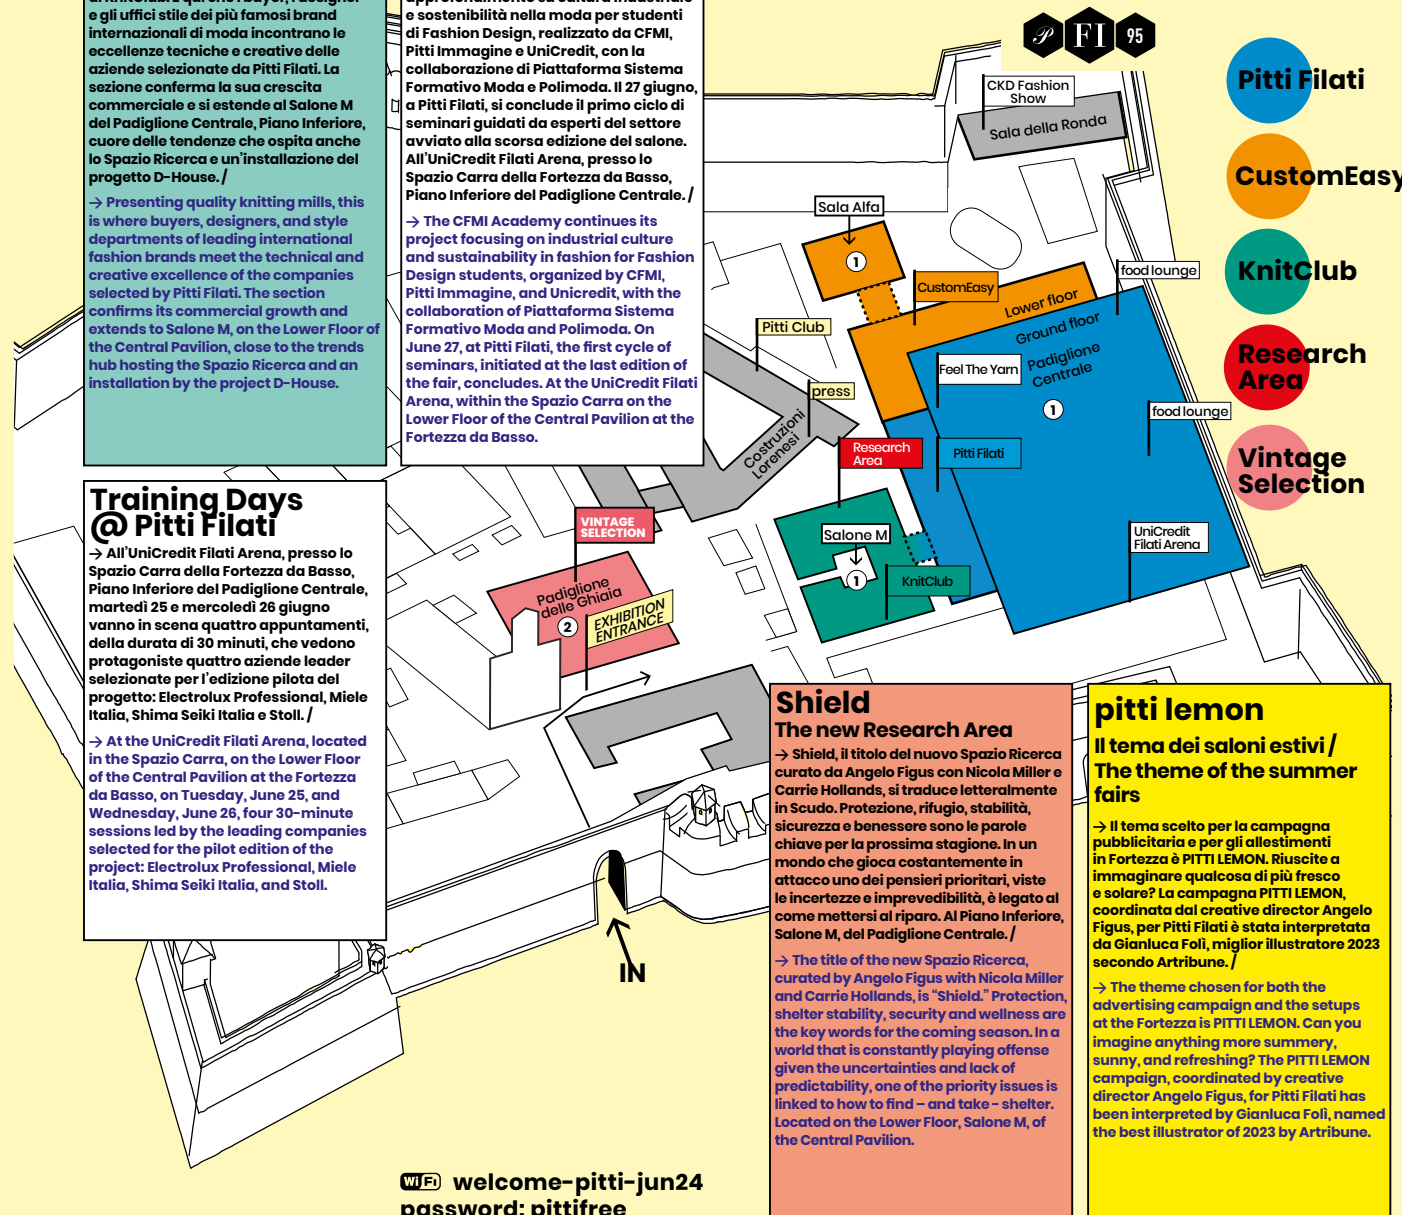 e gli uffici stile dei più famosi brand
internazionali di moda incontrano le
eccellenze tecniche e creative delle
aziende selezionate da Pitti Filati. La
sezione conferma la sua crescita
commerciale e si estende al Salone M
del Padiglione Centrale, Piano Inferiore,
cuore delle tendenze che ospita anche
lo Spazio Ricerca e un’installazione del
progetto D-House. /
→ Presenting quality knitting mills, this
is where buyers, designers, and style
departments of leading international
fashion brands meet the technical and
creative excellence of the companies
selected by Pitti Filati. The section
confirms its commercial growth and
extends to Salone M, on the Lower Floor of
the Central Pavilion, close to the trends
hub hosting the Spazio Ricerca and an
installation by the project D-House.
e sostenibilità nella moda per studenti
di Fashion Design, realizzato da CFMI,
Pitti Immagine e UniCredit, con la
collaborazione di Piattaforma Sistema
Formativo Moda e Polimoda. Il 27 giugno,
a Pitti Filati, si conclude il primo ciclo di
seminari guidati da esperti del settore
avviato alla scorsa edizione del salone.
All’UniCredit Filati Arena, presso lo
Spazio Carra della Fortezza da Basso,
Piano Inferiore del Padiglione Centrale. /
→ The CFMI Academy continues its
project focusing on industrial culture
and sustainability in fashion for Fashion
Design students, organized by CFMI,
Pitti Immagine, and Unicredit, with the
collaboration of Piattaforma Sistema
Formativo Moda and Polimoda. On
June 27, at Pitti Filati, the first cycle of
seminars, initiated at the last edition of
the fair, concludes. At the UniCredit Filati
Arena, within the Spazio Carra on the
Lower Floor of the Central Pavilion at the
Fortezza da Basso.
P FI 95
Pitti Filati
CustomEasy
KnitClub
Research
Area
Vintage
Selection
CKD Fashion
Show
Sala della Ronda
Sala Alfa
1
CustomEasy
food lounge
Lower floor
Ground floor
Padiglione
Centrale
1
Pitti Club
Feel The Yarn
press
food lounge
Costruzioni
Lorenesi
Research
Area
Pitti Filati
VINTAGE
SELECTION
Salone M
1
UniCredit
Filati Arena
KnitClub
Padiglione
delle Ghiaia
2
EXHIBITION
ENTRANCE
IN
Training Days
@ Pitti Filati
→ All’UniCredit Filati Arena, presso lo
Spazio Carra della Fortezza da Basso,
Piano Inferiore del Padiglione Centrale,
martedì 25 e mercoledì 26 giugno
vanno in scena quattro appuntamenti,
della durata di 30 minuti, che vedono
protagoniste quattro aziende leader
selezionate per l’edizione pilota del
progetto: Electrolux Professional, Miele
Italia, Shima Seiki Italia e Stoll. /
→ At the UniCredit Filati Arena, located
in the Spazio Carra, on the Lower Floor
of the Central Pavilion at the Fortezza
da Basso, on Tuesday, June 25, and
Wednesday, June 26, four 30-minute
sessions led by the leading companies
selected for the pilot edition of the
project: Electrolux Professional, Miele
Italia, Shima Seiki Italia, and Stoll.
Shield
The new Research Area
→ Shield, il titolo del nuovo Spazio Ricerca
curato da Angelo Figus con Nicola Miller e
Carrie Hollands, si traduce letteralmente
in Scudo. Protezione, rifugio, stabilità,
sicurezza e benessere sono le parole
chiave per la prossima stagione. In un
mondo che gioca costantemente in
attacco uno dei pensieri prioritari, viste
le incertezze e imprevedibilità, è legato al
come mettersi al riparo. Al Piano Inferiore,
Salone M, del Padiglione Centrale. /
→ The title of the new Spazio Ricerca,
curated by Angelo Figus with Nicola Miller
and Carrie Hollands, is “Shield.” Protection,
shelter stability, security and wellness are
the key words for the coming season. In a
world that is constantly playing offense
given the uncertainties and lack of
predictability, one of the priority issues is
linked to how to find – and take - shelter.
Located on the Lower Floor, Salone M, of
the Central Pavilion.
pitti lemon
Il tema dei saloni estivi /
The theme of the summer
fairs
→ Il tema scelto per la campagna
pubblicitaria e per gli allestimenti
in Fortezza è PITTI LEMON. Riuscite a
immaginare qualcosa di più fresco
e solare? La campagna PITTI LEMON,
coordinata dal creative director Angelo
Figus, per Pitti Filati è stata interpretata
da Gianluca Folì, miglior illustratore 2023
secondo Artribune. /
→ The theme chosen for both the
advertising campaign and the setups
at the Fortezza is PITTI LEMON. Can you
imagine anything more summery,
sunny, and refreshing? The PITTI LEMON
campaign, coordinated by creative
director Angelo Figus, for Pitti Filati has
been interpreted by Gianluca Folì, named
the best illustrator of 2023 by Artribune.
WiFi welcome-pitti-jun24
password: pittifree